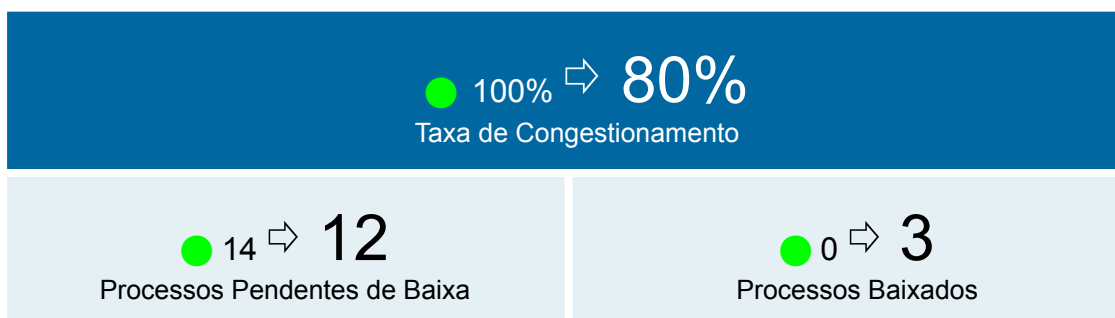 100% ⇨ 80%
Taxa de Congestionamento
14 ⇨ 12
Processos Pendentes de Baixa
0 ⇨ 3
Processos Baixados